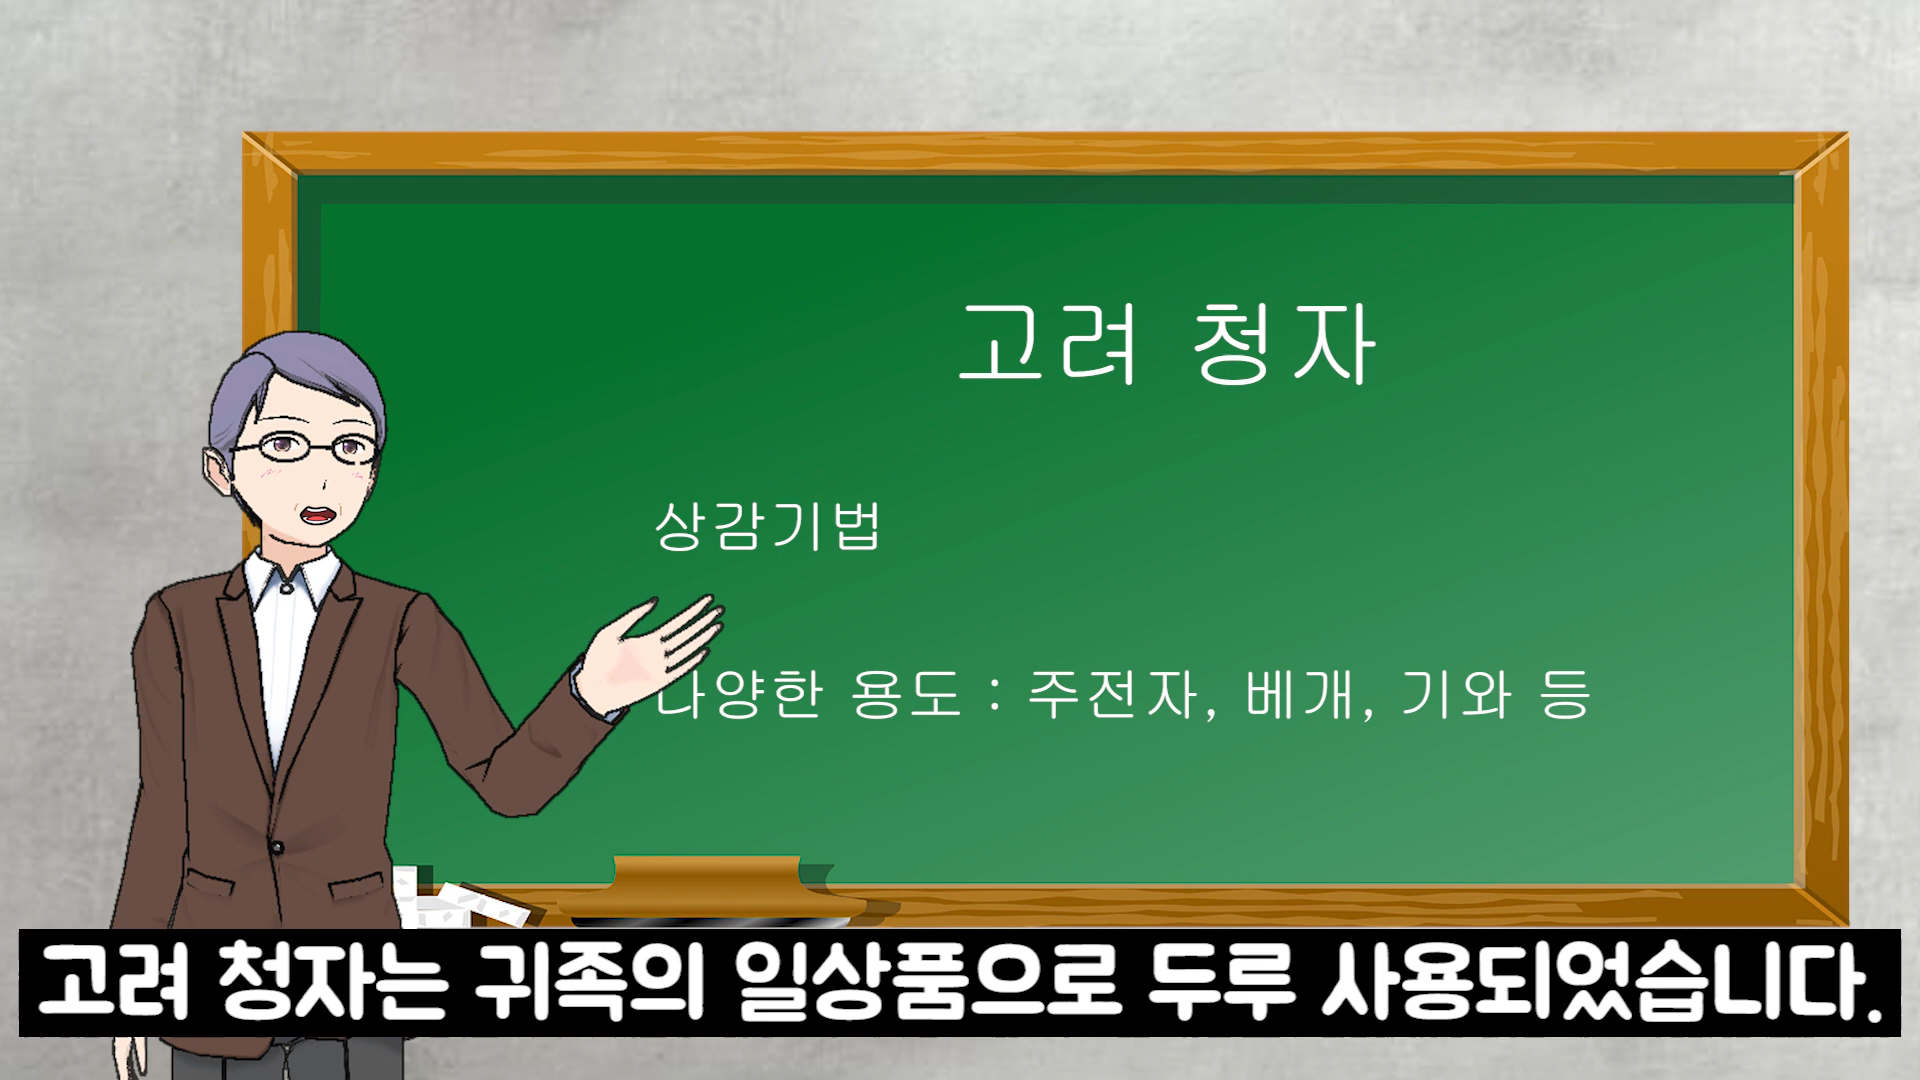 고려 청자
상감기법
다양한 용도 : 주전자, 베개, 기와 등
고려 청자는 귀족의 일상품으로 두루 사용되었습니다.